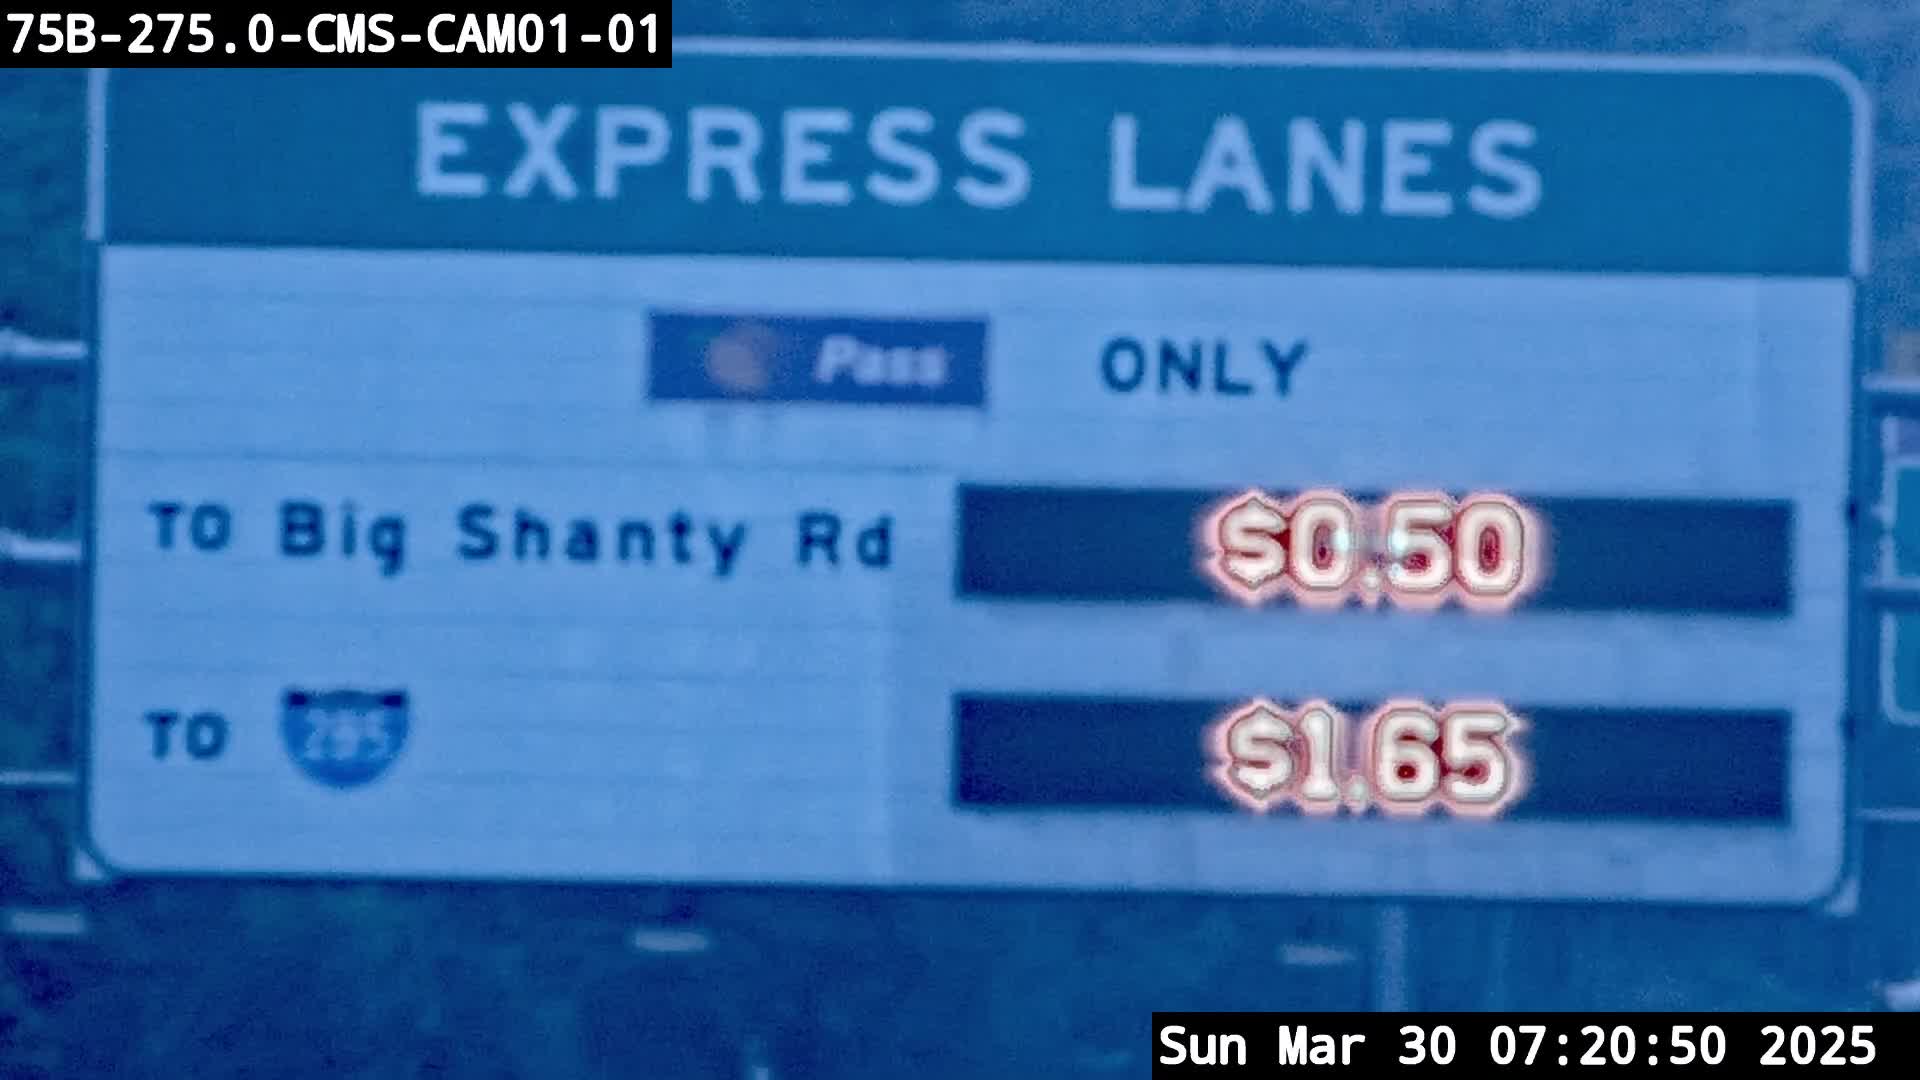 75B-275.0-CMS-CAM01-01
EXPRESS LANES
Pass ONLY
TO Big Shanty Rd $0.50
TO 285 $1.65
Sun Mar 30 07:20:50 2025